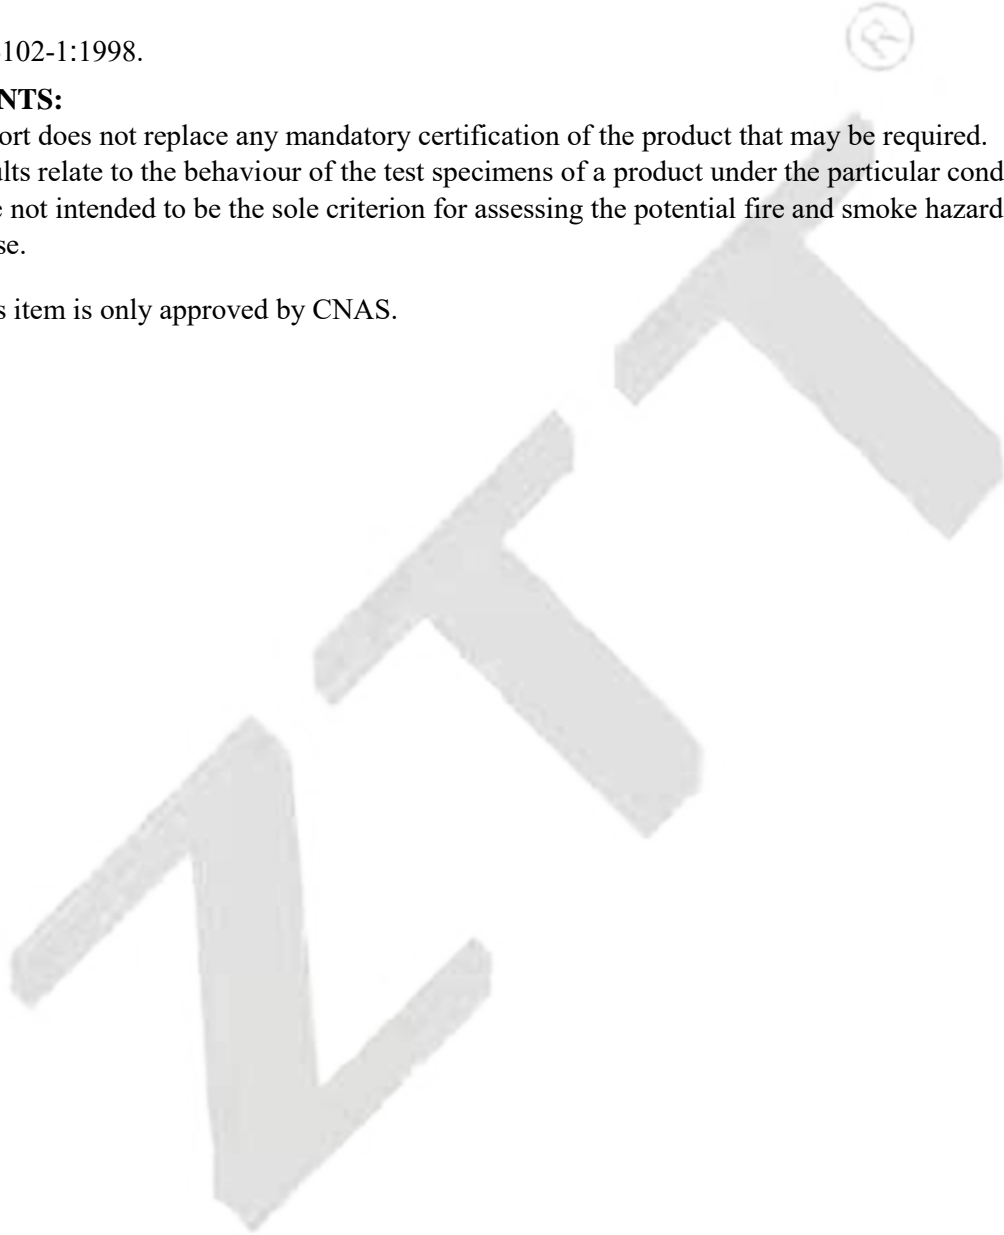 102-1:1998.
NTS:
ort does not replace any mandatory certification of the product that may be required.
ults relate to the behaviour of the test specimens of a product under the particular cond
not intended to be the sole criterion for assessing the potential fire and smoke hazard
se.
s item is only approved by CNAS.
ZTT